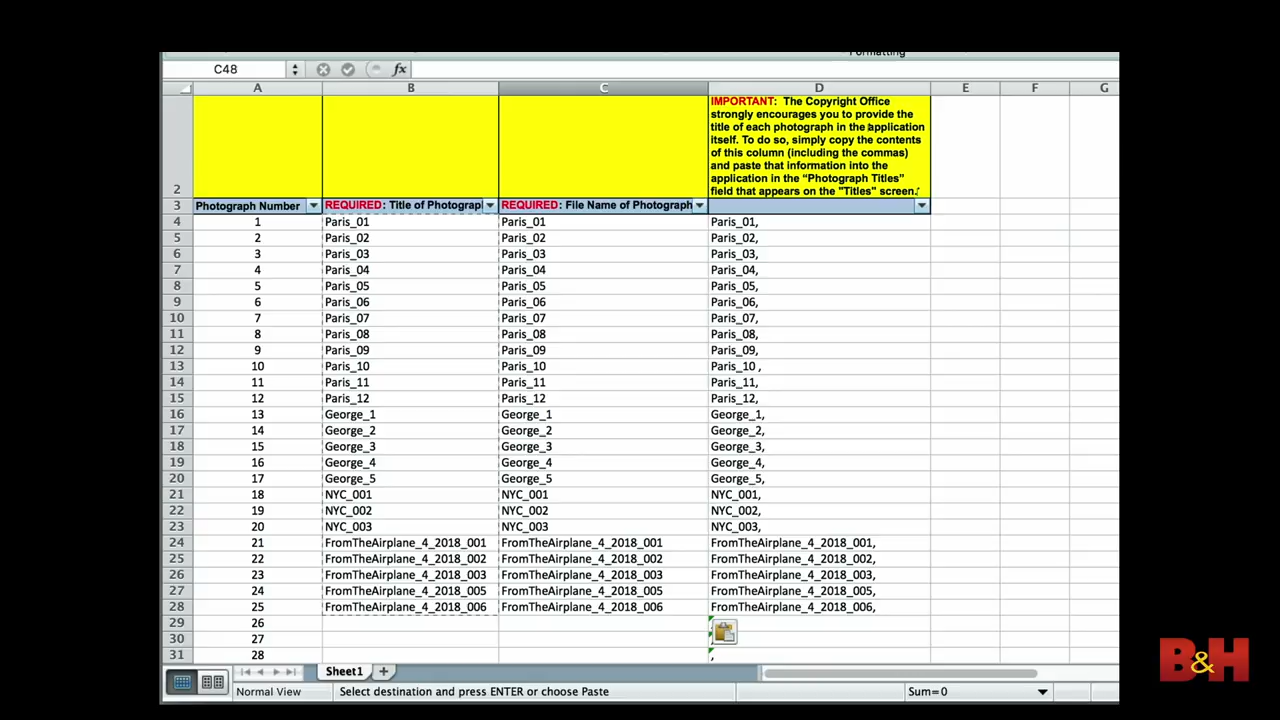 Formatting
C48 fx
A B C D E F G
IMPORTANT: The Copyright Office
strongly encourages you to provide the
title of each photograph in the application
itself. To do so, simply copy the contents
of this column (including the commas)
and paste that information into the
application in the “Photograph Titles”
2 field that appears on the "Titles" screen.
3 Photograph Number REQUIRED: Title of Photograp REQUIRED: File Name of Photograph
4 1 Paris_01 Paris_01 Paris_01,
5 2 Paris_02 Paris_02 Paris_02,
6 3 Paris_03 Paris_03 Paris_03,
7 4 Paris_04 Paris_04 Paris_04,
8 5 Paris_05 Paris_05 Paris_05,
9 6 Paris_06 Paris_06 Paris_06,
10 7 Paris_07 Paris_07 Paris_07,
11 8 Paris_08 Paris_08 Paris_08,
12 9 Paris_09 Paris_09 Paris_09,
13 10 Paris_10 Paris_10 Paris_10 ,
14 11 Paris_11 Paris_11 Paris_11,
15 12 Paris_12 Paris_12 Paris_12,
16 13 George_1 George_1 George_1,
17 14 George_2 George_2 George_2,
18 15 George_3 George_3 George_3,
19 16 George_4 George_4 George_4,
20 17 George_5 George_5 George_5,
21 18 NYC_001 NYC_001 NYC_001,
22 19 NYC_002 NYC_002 NYC_002,
23 20 NYC_003 NYC_003 NYC_003,
24 21 FromTheAirplane_4_2018_001 FromTheAirplane_4_2018_001 FromTheAirplane_4_2018_001,
25 22 FromTheAirplane_4_2018_002 FromTheAirplane_4_2018_002 FromTheAirplane_4_2018_002,
26 23 FromTheAirplane_4_2018_003 FromTheAirplane_4_2018_003 FromTheAirplane_4_2018_003,
27 24 FromTheAirplane_4_2018_005 FromTheAirplane_4_2018_005 FromTheAirplane_4_2018_005,
28 25 FromTheAirplane_4_2018_006 FromTheAirplane_4_2018_006 FromTheAirplane_4_2018_006,
29 26
30 27
31 28 ,
Sheet1 +
Normal View Select destination and press ENTER or choose Paste Sum=0
B&H